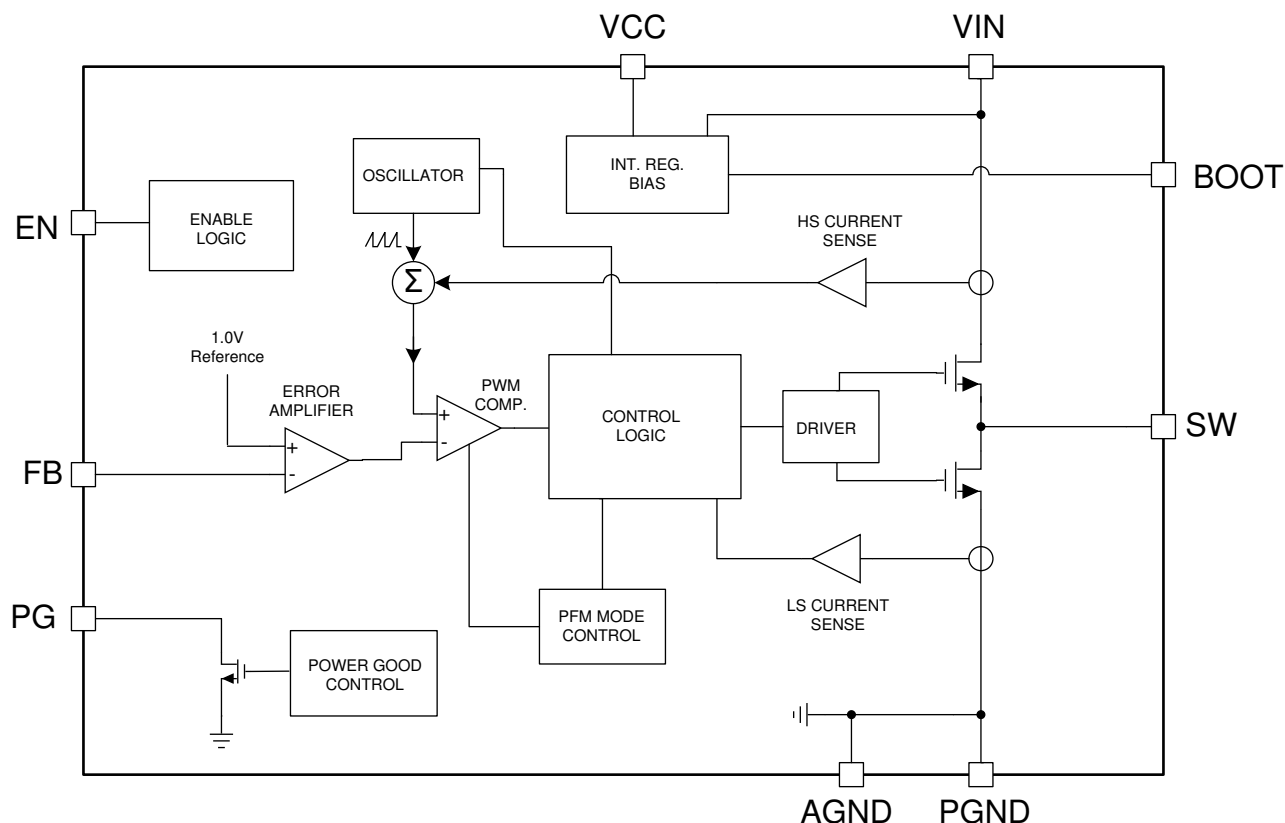 VCC
VIN
BOOT
INT. REG.
BIAS
OSCILLATOR
EN
ENABLE
LOGIC
HS CURRENT
SENSE
Σ
1.0V
Reference
ERROR
AMPLIFIER
+
-
PWM
COMP.
+
-
CONTROL
LOGIC
DRIVER
SW
FB
LS CURRENT
SENSE
PG
PFM MODE
CONTROL
POWER GOOD
CONTROL
AGND
PGND